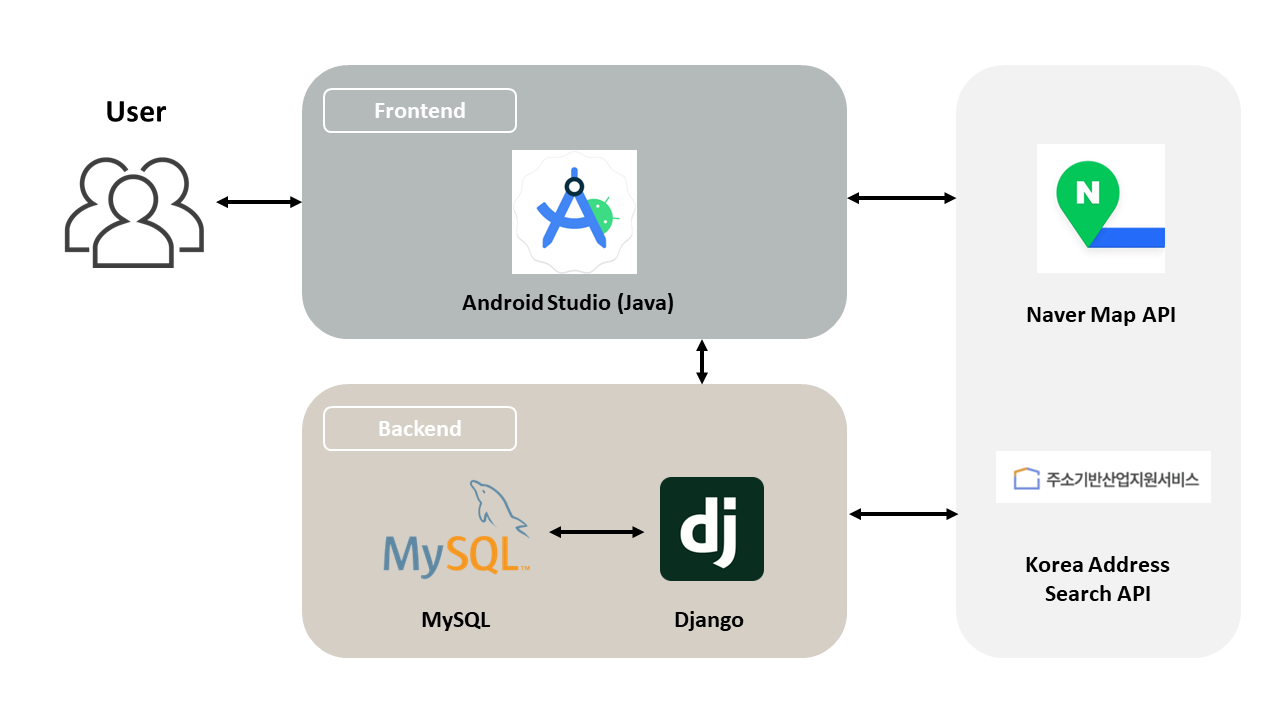 User
Frontend
Android Studio (Java)
N
Naver Map API
Backend
MySQL™
dj
MySQL
Django
주소기반산업지원서비스
Korea Address
Search API